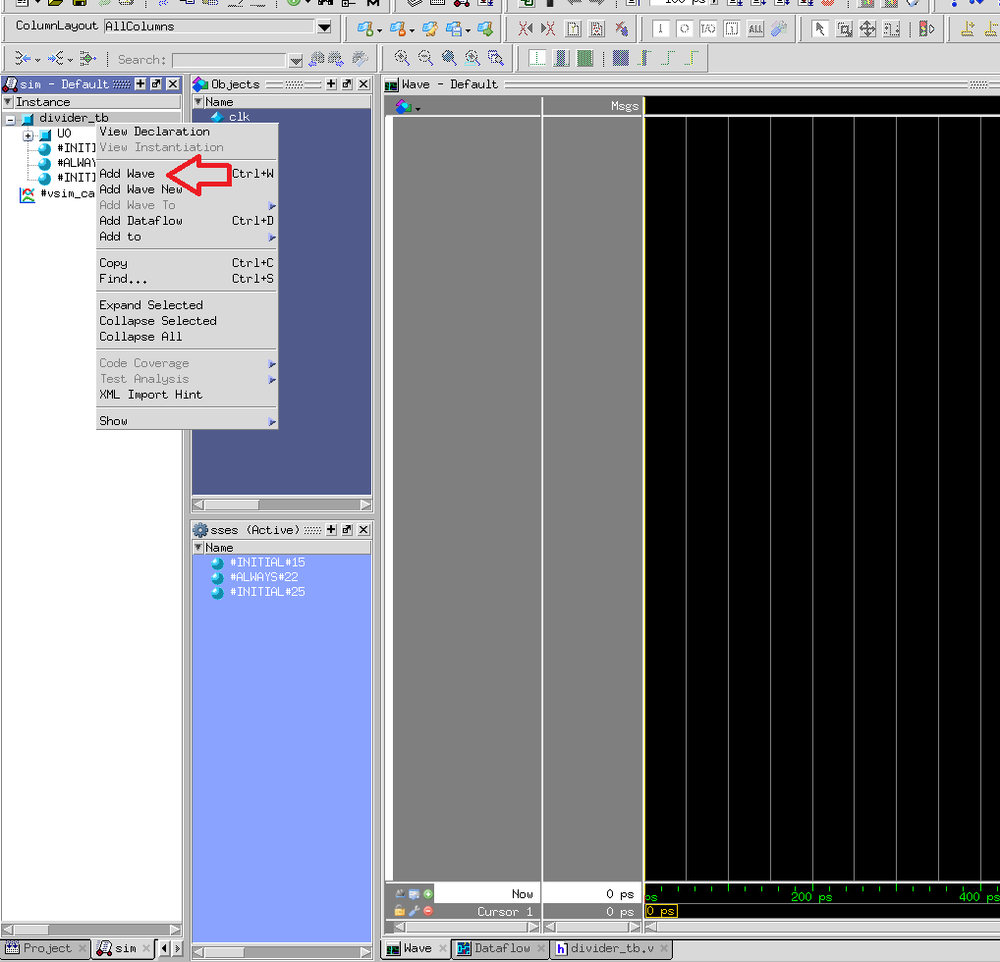 100 ps
ColumnLayout AllColumns
Search:
sim - Default
Instance
divider_tb
U0
#INIT
#ALWAY
#INIT
#vsim_ca
View Declaration
View Instantiation
Add Wave Ctrl+W
Add Wave New
Add Wave To
Add Dataflow Ctrl+D
Add to
Copy Ctrl+C
Find... Ctrl+S
Expand Selected
Collapse Selected
Collapse All
Code Coverage
Test Analysis
XML Import Hint
Show
Objects
Name
clk
sses (Active)
Name
#INITIAL#15
#ALWAYS#22
#INITIAL#25
Wave - Default
Msgs
Now 0 ps
Cursor 1 0 ps
ps 200 ps 400 ps
0 ps
Project sim
Wave Dataflow divider_tb.v